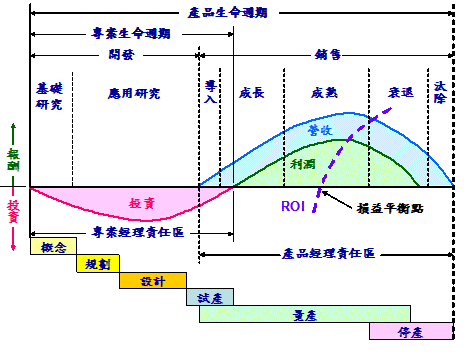 產品生命週期
專案生命週期
開發
銷售
基礎
研究
應用研究
導入
成長
成熟
衰退
汰除
營收
利潤
報酬
投資
投資
ROI
損益平衡點
專案經理責任區
產品經理責任區
概念
規劃
設計
試產
量產
停產